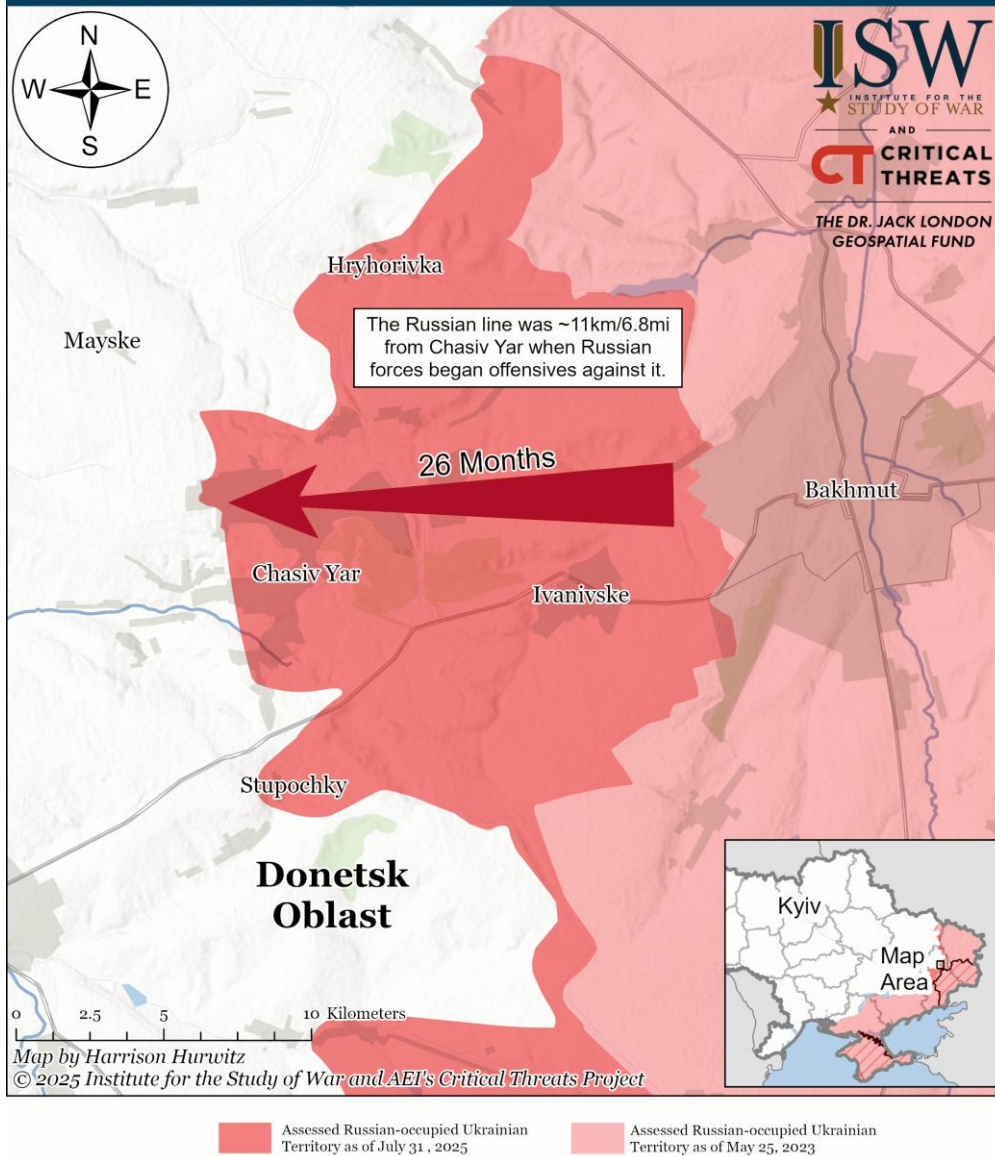 N
W E
S
ISW
INSTITUTE FOR THE
STUDY OF WAR
AND
CT CRITICAL
THREATS
THE DR. JACK LONDON
GEOSPATIAL FUND
Hryhorivka
The Russian line was ~11km/6.8mi
from Chasiv Yar when Russian
forces began offensives against it.
Mayske
26 Months
Bakhmut
Chasiv Yar
Ivanivske
Stupochky
Donetsk
Oblast
Kyiv
Map
Area
0 2.5 5 10 Kilometers
Map by Harrison Hurwitz
© 2025 Institute for the Study of War and AEI's Critical Threats Project
Assessed Russian-occupied Ukrainian
Territory as of July 31 , 2025
Assessed Russian-occupied Ukrainian
Territory as of May 25, 2023